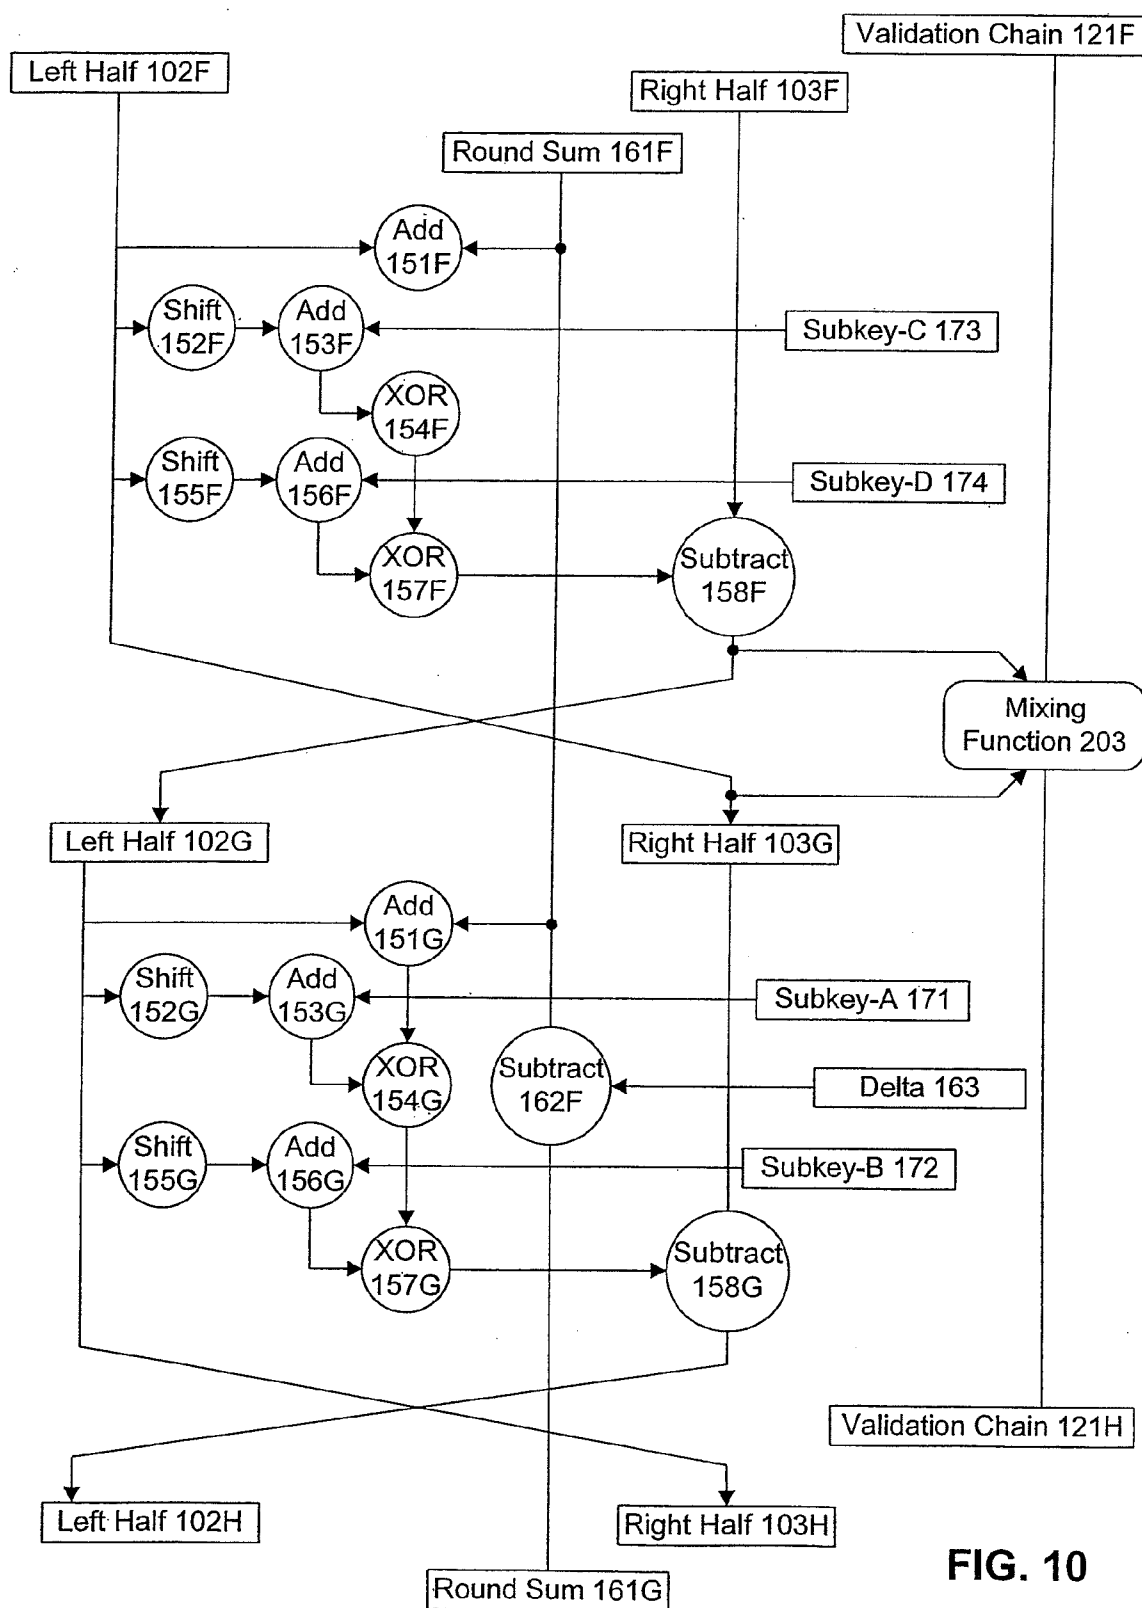 Validation Chain 121F
Left Half 102F
Right Half 103F
Round Sum 161F
Add
151F
Shift
152F
Add
153F
Subkey-C 173
XOR
154F
Shift
155F
Add
156F
Subkey-D 174
XOR
157F
Subtract
158F
Mixing
Function 203
Left Half 102G
Right Half 103G
Add
151G
Shift
152G
Add
153G
Subkey-A 171
XOR
154G
Subtract
162F
Delta 163
Shift
155G
Add
156G
Subkey-B 172
XOR
157G
Subtract
158G
Validation Chain 121H
Left Half 102H
Right Half 103H
Round Sum 161G
FIG. 10